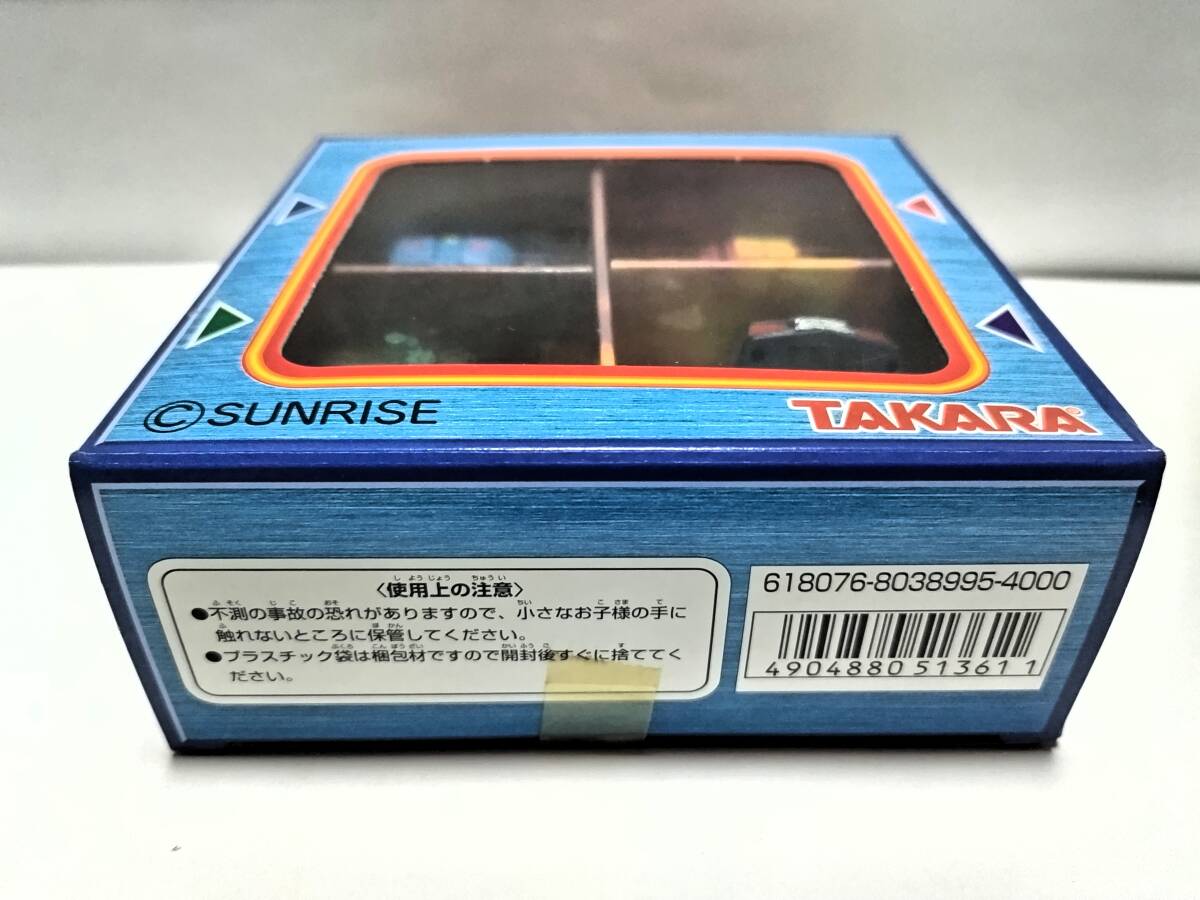 ©SUNRISE
TAKARA®
〈使用上の注意〉
●不測の事故の恐れがありますので、小さなお子様の手に
触れないところに保管してください。
●プラスチック袋は梱包材ですので開封後すぐに捨ててく
ださい。
618076-8038995-4000
4904880 513611